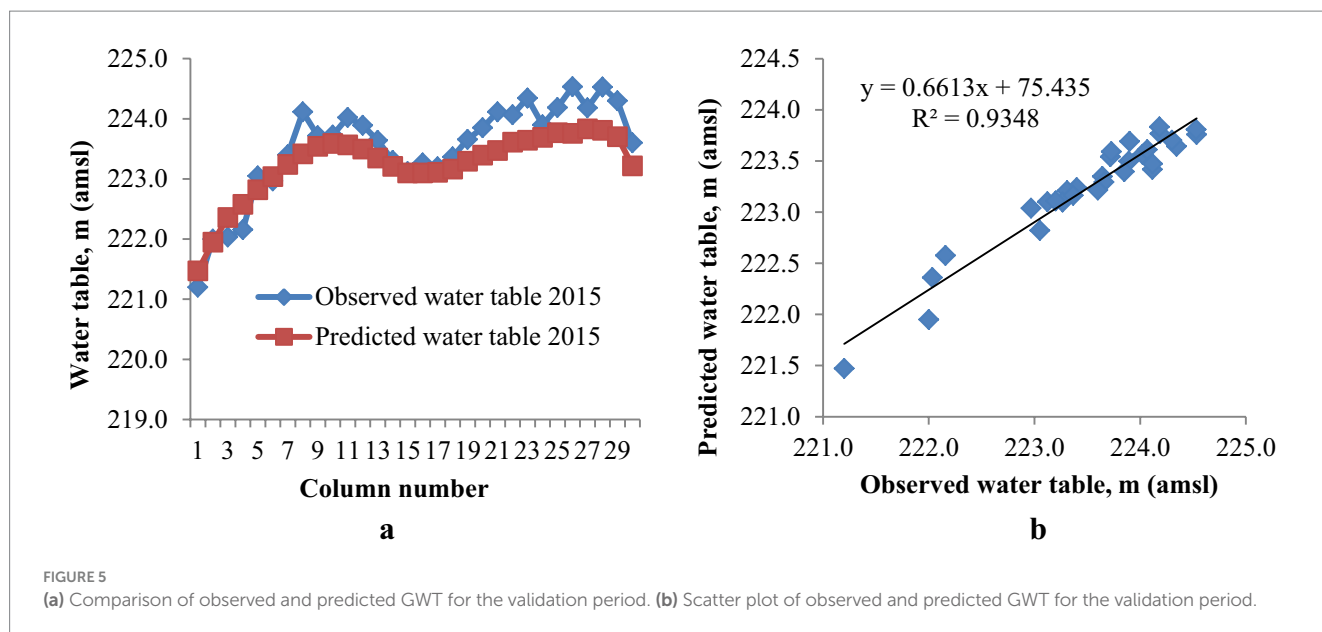 225.0
224.0
223.0
222.0
221.0
220.0
219.0
Water table, m (amsl)
Observed water table 2015
Predicted water table 2015
1 3 5 7 9 11 13 15 17 19 21 23 25 27 29
Column number
a
224.5
224.0
223.5
223.0
222.5
222.0
221.5
221.0
Predicted water table, m (amsl)
y = 0.6613x + 75.435
R² = 0.9348
221.0 222.0 223.0 224.0 225.0
Observed water table, m (amsl)
b
FIGURE 5
(a) Comparison of observed and predicted GWT for the validation period. (b) Scatter plot of observed and predicted GWT for the validation period.